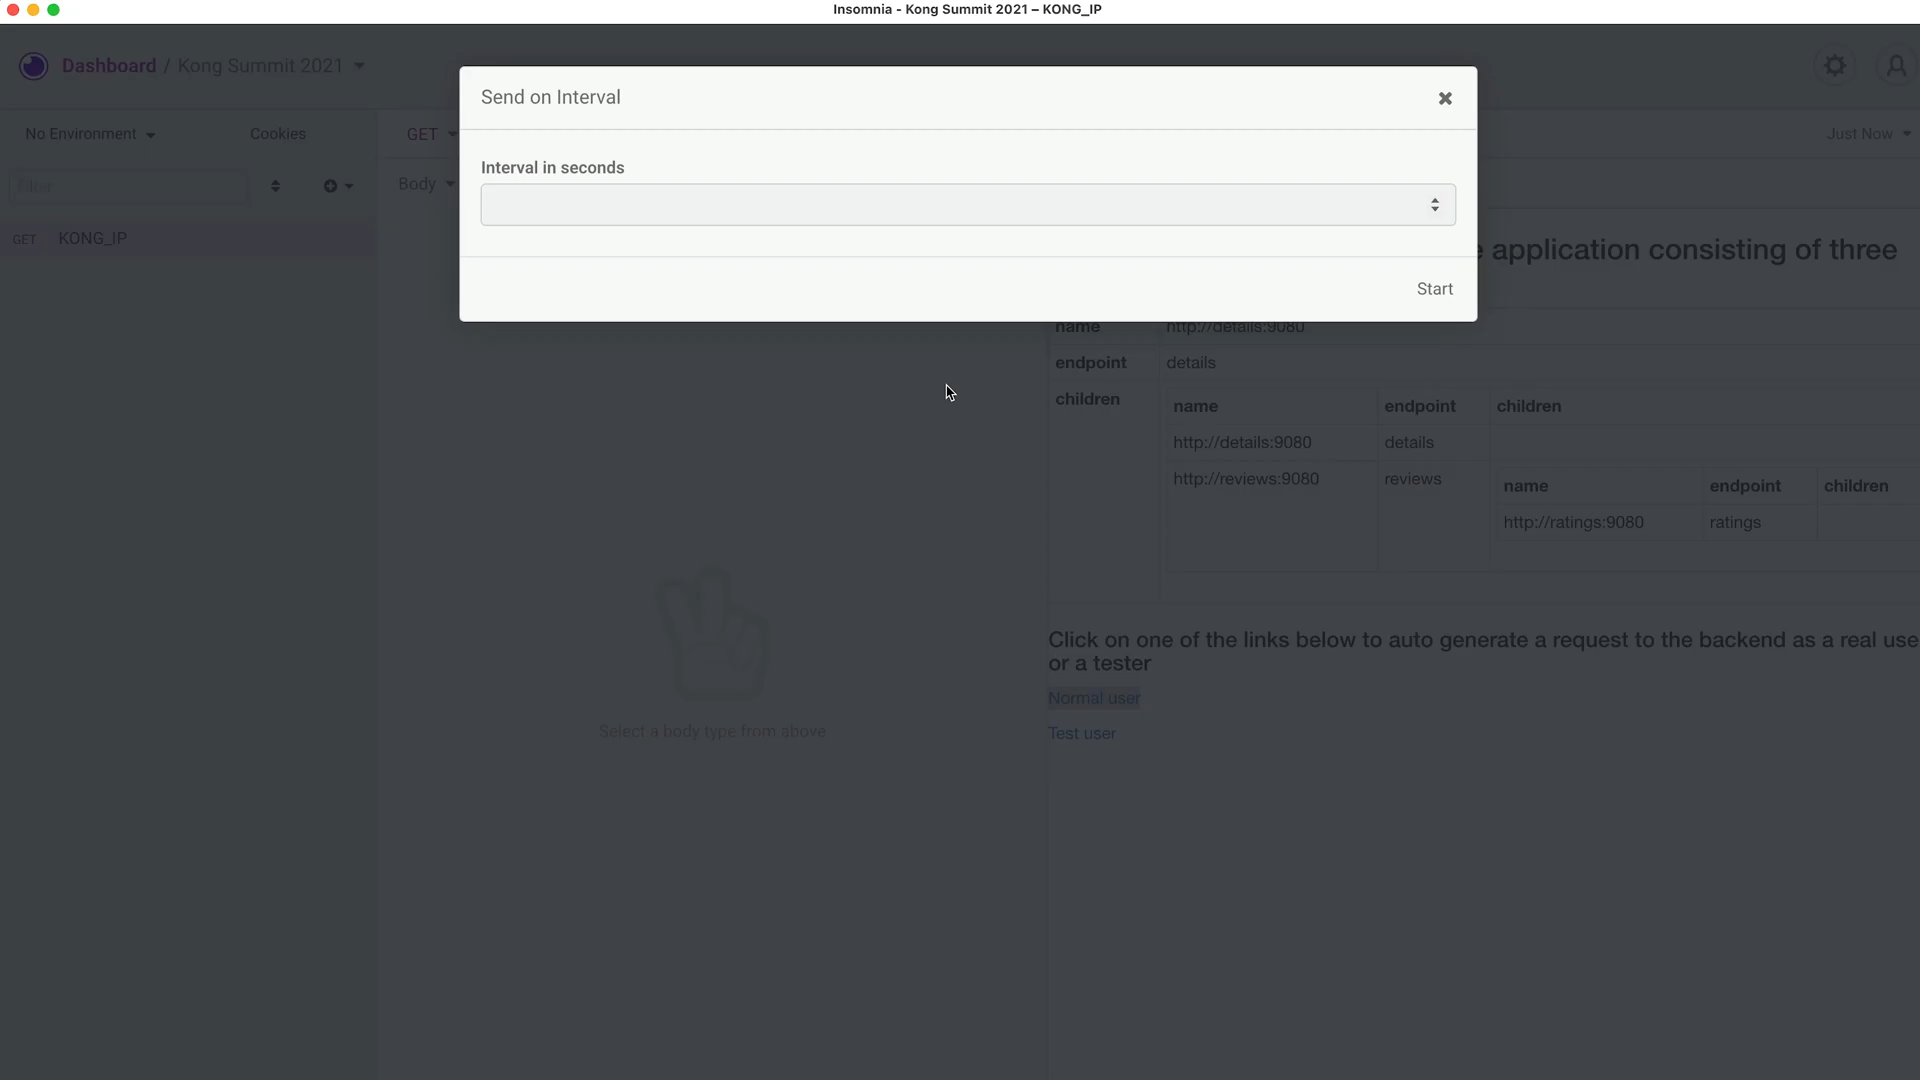 Insomnia - Kong Summit 2021 – KONG_IP
Dashboard / Kong Summit 2021
No Environment
Cookies
Filter
GET KONG_IP
GET
Body
Send on Interval
Interval in seconds
Start
Just Now
application consisting of three
name http://details:9080
endpoint details
children
name endpoint children
http://details:9080 details
http://reviews:9080 reviews
name endpoint children
http://ratings:9080 ratings
Select a body type from above
Click on one of the links below to auto generate a request to the backend as a real use
or a tester
Normal user
Test user